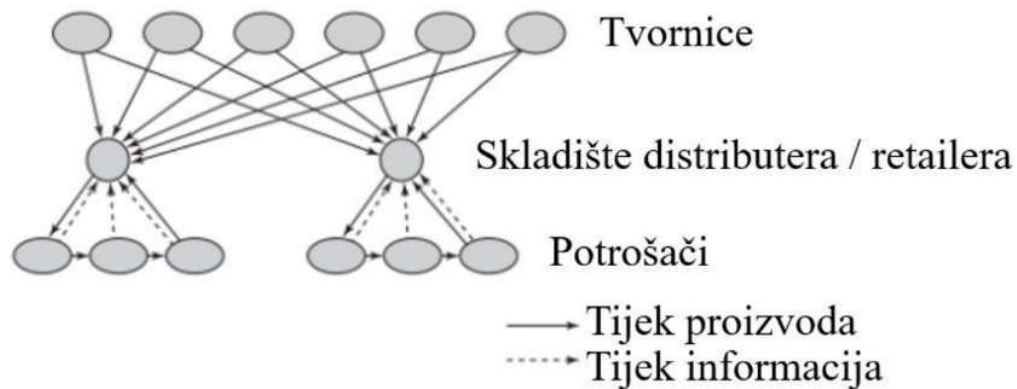 Tvornice
Skladište distributera / retailera
Potrošači
Tijek proizvoda
Tijek informacija